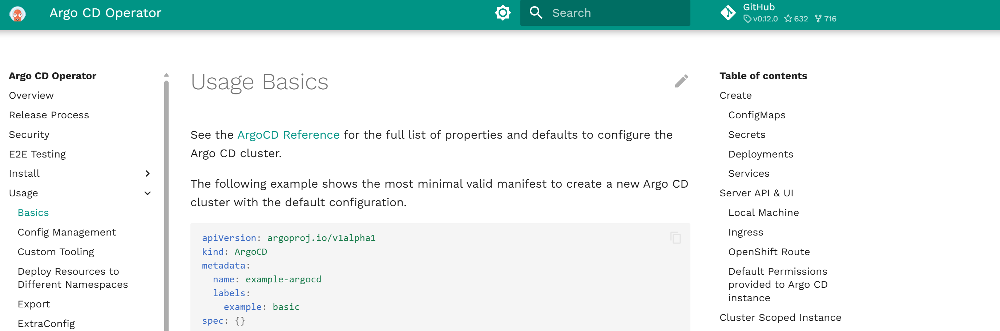 Argo CD Operator
Search
GitHub
v0.12.0 632 716
Argo CD Operator
Overview
Release Process
Security
E2E Testing
Install
Usage
Basics
Config Management
Custom Tooling
Deploy Resources to
Different Namespaces
Export
ExtraConfig
Usage Basics
See the ArgoCD Reference for the full list of properties and defaults to configure the
Argo CD cluster.
The following example shows the most minimal valid manifest to create a new Argo CD
cluster with the default configuration.
apiVersion: argoproj.io/v1alpha1
kind: ArgoCD
metadata:
  name: example-argocd
  labels:
    example: basic
spec: {}
Table of contents
Create
ConfigMaps
Secrets
Deployments
Services
Server API & UI
Local Machine
Ingress
OpenShift Route
Default Permissions
provided to Argo CD
instance
Cluster Scoped Instance